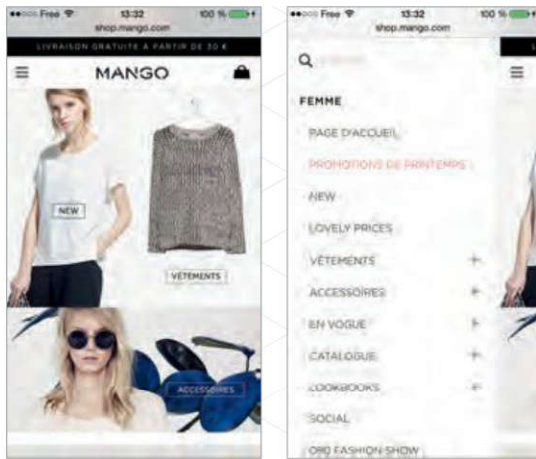 Free 13:32 100 %
shop.mango.com
LIVRAISON GRATUITE À PARTIR DE 30 €
MANGO
NEW
VÊTEMENTS
ACCESSOIRES
Free 13:32 100 %
shop.mango.com
L
FEMME
PAGE D'ACCUEIL
PROMOTIONS DE PRINTEMPS
NEW
LOVELY PRICES
VÊTEMENTS +
ACCESSOIRES +
EN VOGUE +
CATALOGUE +
LOOKBOOKS +
SOCIAL
080 FASHION SHOW